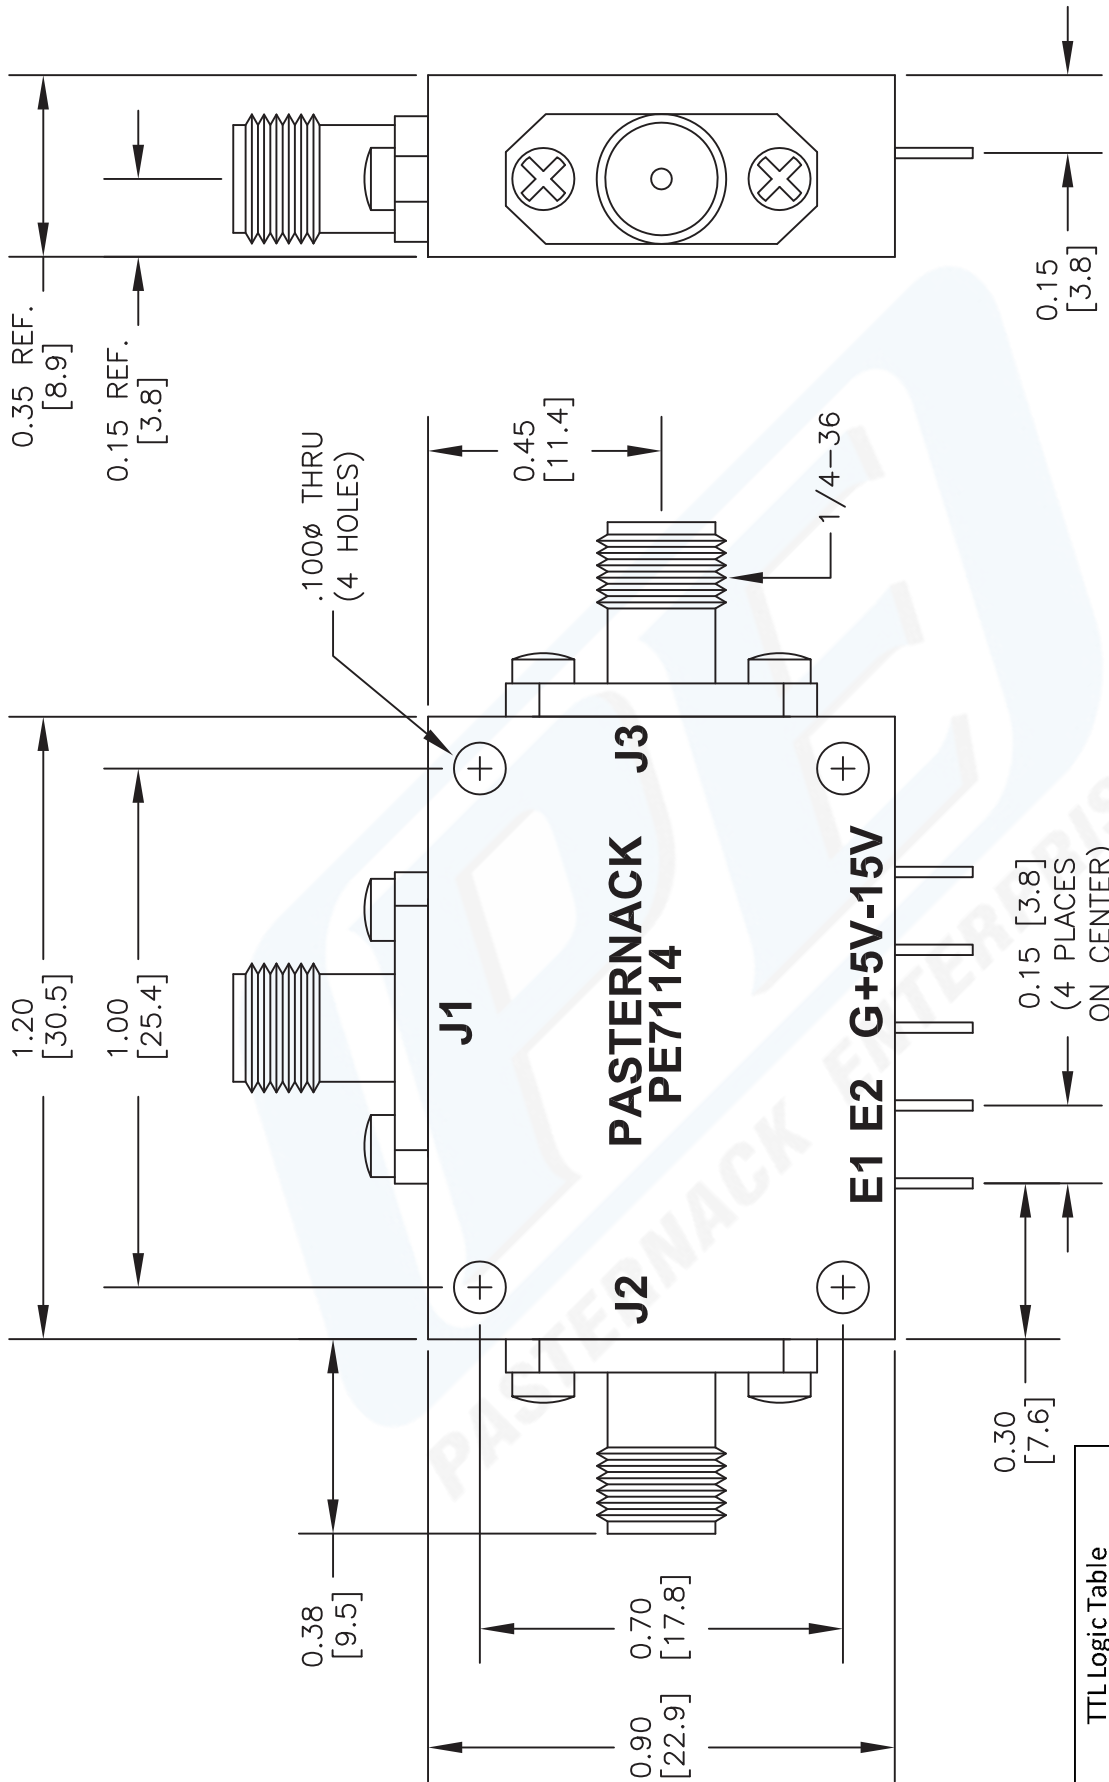 0.38
[9.5]
1.20
[30.5]
1.00
[25.4]
.100ø THRU
(4 HOLES)
0.35 REF.
[8.9]
0.15 REF.
[3.8]
0.90
[22.9]
0.70
[17.8]
J1
J2
PASTERNACK
PE7114
J3
E1 E2 G+5V-15V
0.45
[11.4]
1/4-36
0.30
[7.6]
0.15 [3.8]
(4 PLACES
ON CENTER)
0.15
[3.8]
TTL Logic Table
PE
PASTERNACK ENTERPRIS